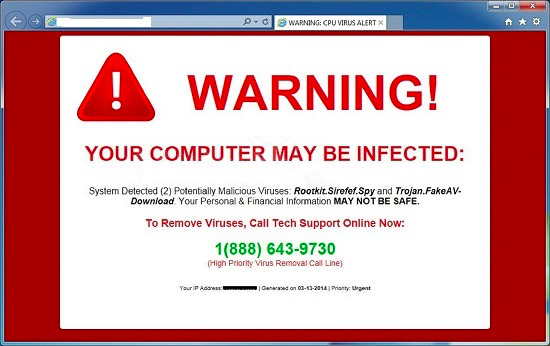 WARNING: CPU VIRUS ALERT
WARNING!
YOUR COMPUTER MAY BE INFECTED:
System Detected (2) Potentially Malicious Viruses: Rootkit.Sirefef.Spy and Trojan.FakeAV-
Download. Your Personal & Financial Information MAY NOT BE SAFE.
To Remove Viruses, Call Tech Support Online Now:
1(888) 643-9730
(High Priority Virus Removal Call Line)
Your IP Address: | Generated on 03-13-2014 | Priority: Urgent